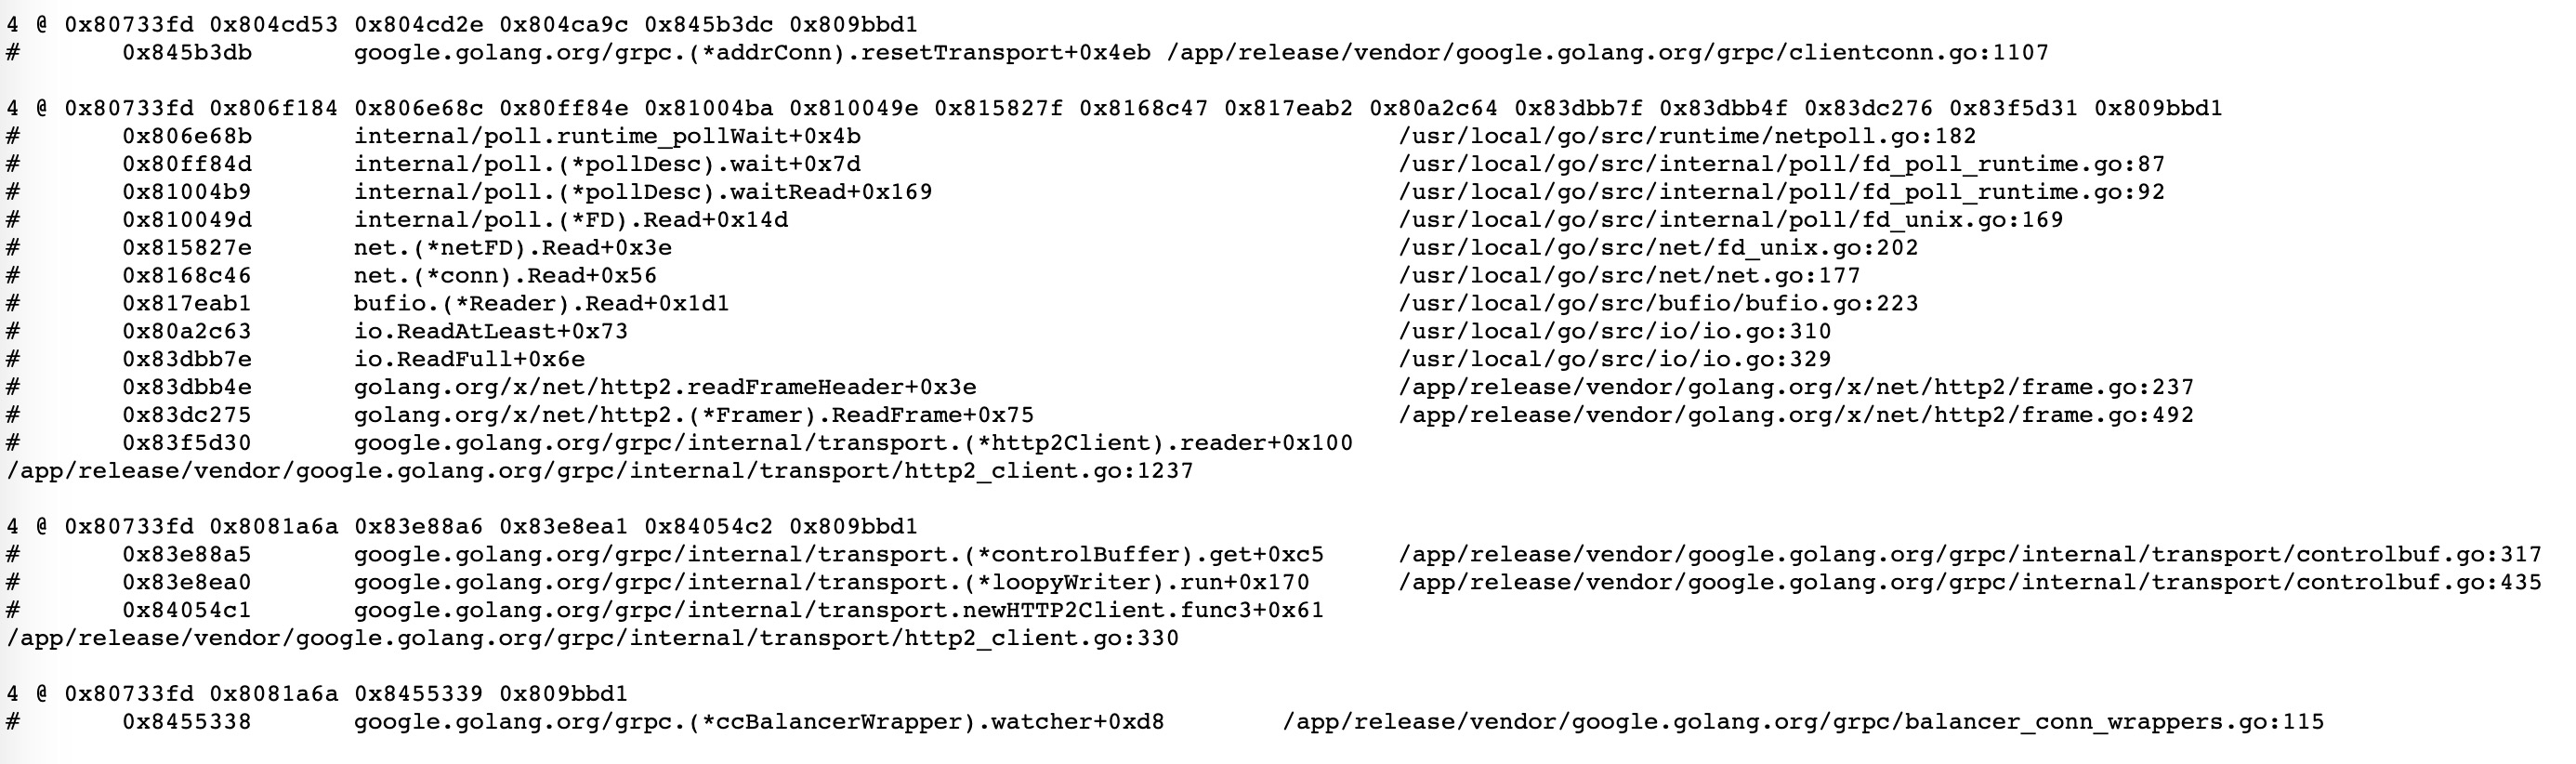 4 @ 0x80733fd 0x804cd53 0x804cd2e 0x804ca9c 0x845b3dc 0x809bbd1
# 0x845b3db google.golang.org/grpc.(*addrConn).resetTransport+0x4eb /app/release/vendor/google.golang.org/grpc/clientconn.go:1107
4 @ 0x80733fd 0x806f184 0x806e68c 0x80ff84e 0x81004ba 0x810049e 0x815827f 0x8168c47 0x817eab2 0x80a2c64 0x83dbb7f 0x83dbb4f 0x83dc276 0x83f5d31 0x809bbd1
# 0x806e68b internal/poll.runtime_pollWait+0x4b /usr/local/go/src/runtime/netpoll.go:182
# 0x80ff84d internal/poll.(*pollDesc).wait+0x7d /usr/local/go/src/internal/poll/fd_poll_runtime.go:87
# 0x81004b9 internal/poll.(*pollDesc).waitRead+0x169 /usr/local/go/src/internal/poll/fd_poll_runtime.go:92
# 0x810049d internal/poll.(*FD).Read+0x14d /usr/local/go/src/internal/poll/fd_unix.go:169
# 0x815827e net.(*netFD).Read+0x3e /usr/local/go/src/net/fd_unix.go:202
# 0x8168c46 net.(*conn).Read+0x56 /usr/local/go/src/net/net.go:177
# 0x817eab1 bufio.(*Reader).Read+0x1d1 /usr/local/go/src/bufio/bufio.go:223
# 0x80a2c63 io.ReadAtLeast+0x73 /usr/local/go/src/io/io.go:310
# 0x83dbb7e io.ReadFull+0x6e /usr/local/go/src/io/io.go:329
# 0x83dbb4e golang.org/x/net/http2.readFrameHeader+0x3e /app/release/vendor/golang.org/x/net/http2/frame.go:237
# 0x83dc275 golang.org/x/net/http2.(*Framer).ReadFrame+0x75 /app/release/vendor/golang.org/x/net/http2/frame.go:492
# 0x83f5d30 google.golang.org/grpc/internal/transport.(*http2Client).reader+0x100
/app/release/vendor/google.golang.org/grpc/internal/transport/http2_client.go:1237
4 @ 0x80733fd 0x8081a6a 0x83e88a6 0x83e8ea1 0x84054c2 0x809bbd1
# 0x83e88a5 google.golang.org/grpc/internal/transport.(*controlBuffer).get+0xc5 /app/release/vendor/google.golang.org/grpc/internal/transport/controlbuf.go:317
# 0x83e8ea0 google.golang.org/grpc/internal/transport.(*loopyWriter).run+0x170 /app/release/vendor/google.golang.org/grpc/internal/transport/controlbuf.go:435
# 0x84054c1 google.golang.org/grpc/internal/transport.newHTTP2Client.func3+0x61
/app/release/vendor/google.golang.org/grpc/internal/transport/http2_client.go:330
4 @ 0x80733fd 0x8081a6a 0x8455339 0x809bbd1
# 0x8455338 google.golang.org/grpc.(*ccBalancerWrapper).watcher+0xd8 /app/release/vendor/google.golang.org/grpc/balancer_conn_wrappers.go:115